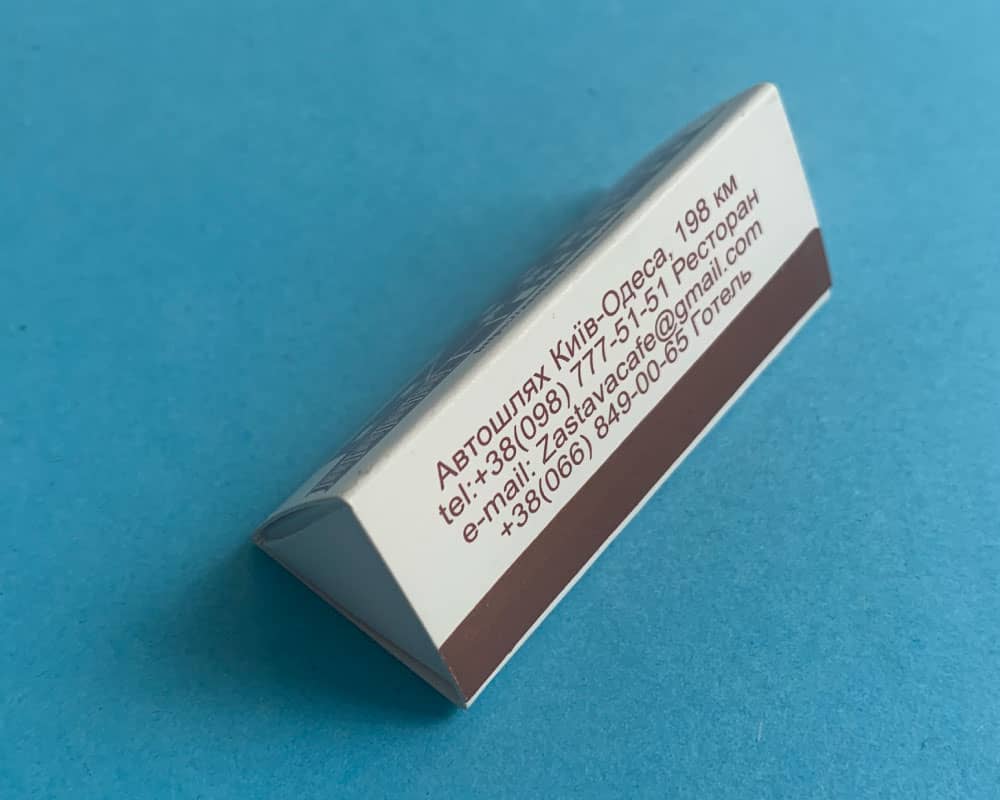 Автошлях Київ-Одеса, 198 км
tel:+38(098) 777-51-51 Ресторан
e-mail: Zastavacafe@gmail.com
+38(066) 849-00-65 Готель